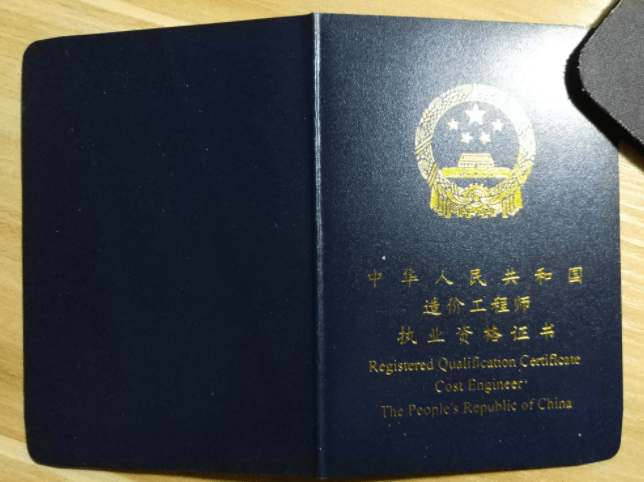 中华人民共和国
造价工程师
执业资格证书
Registered Qualification Certificate
Cost Engineer
The People's Republic of China